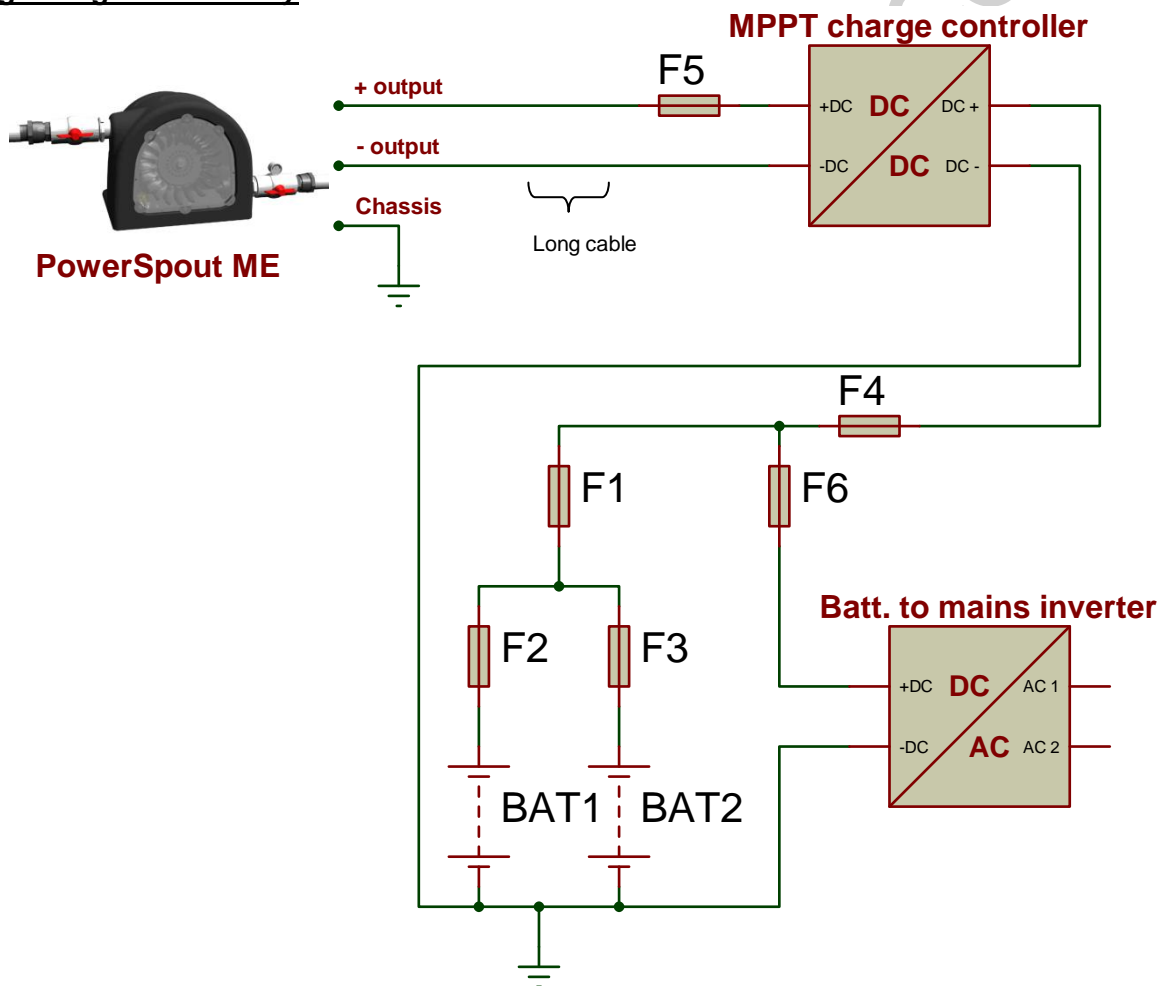 MPPT charge controller
F5
+ output
+DC DC DC +
- output
-DC DC DC -
Chassis
Long cable
PowerSpout ME
F4
F1
F6
Batt. to mains inverter
F2
F3
+DC DC AC 1
-DC AC AC 2
BAT1
BAT2